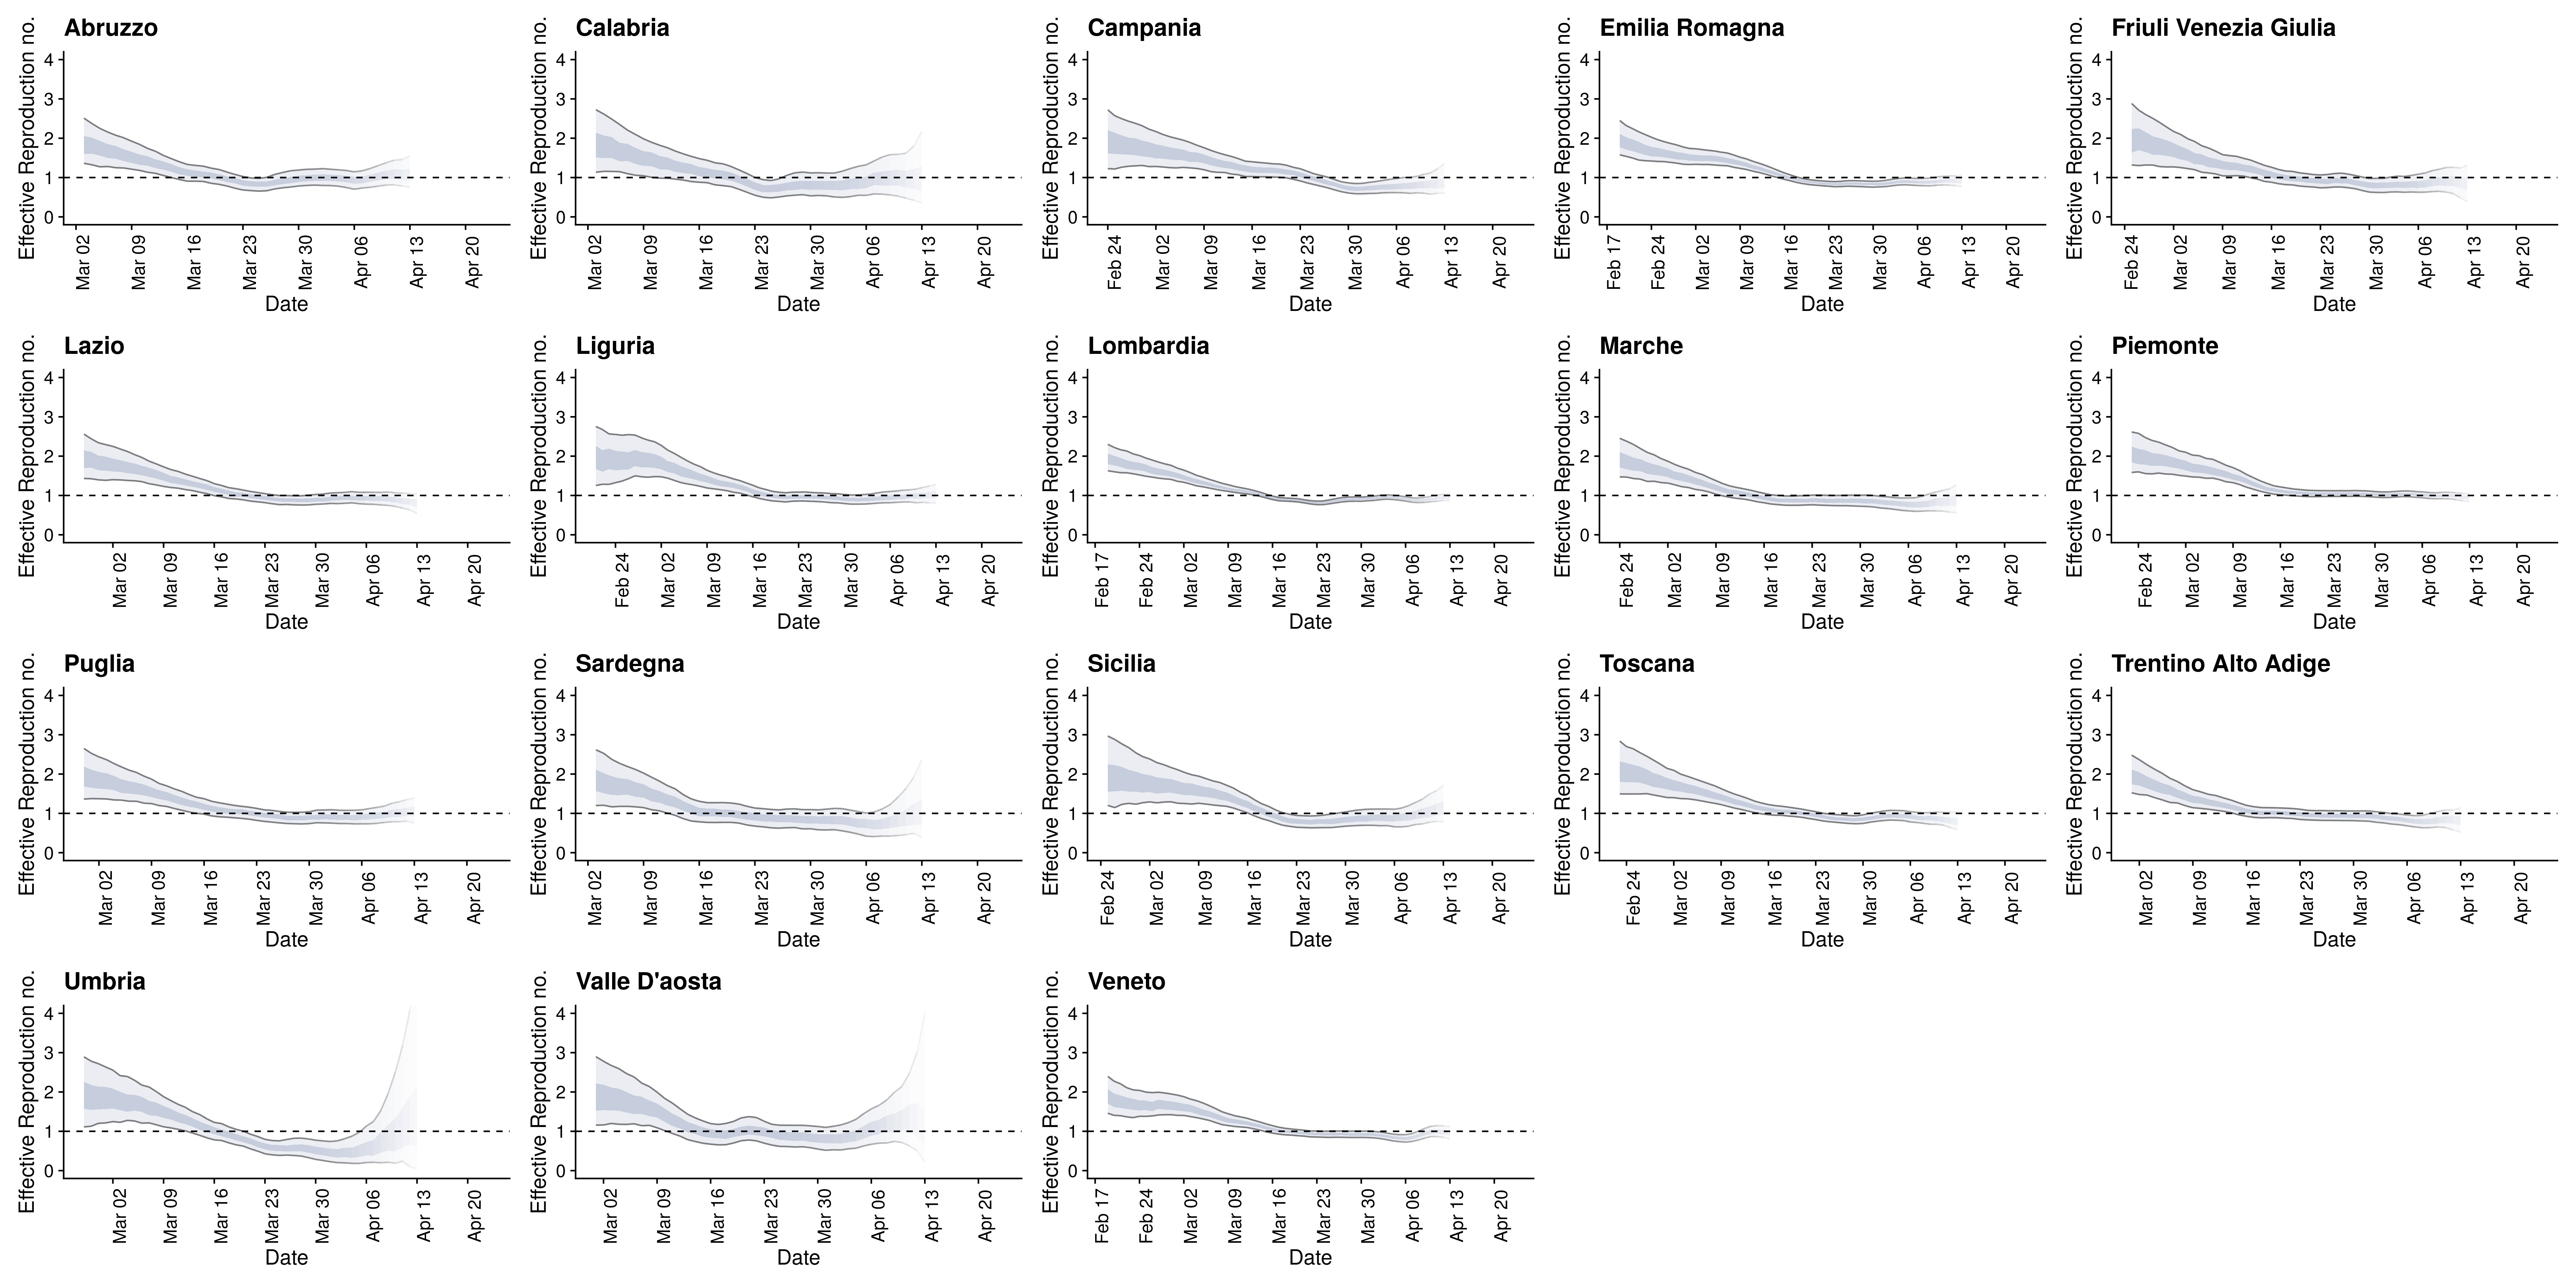 Abruzzo
Effective Reproduction no.
4
3
2
1
0
Mar 02
Mar 09
Mar 16
Mar 23
Mar 30
Apr 06
Apr 13
Apr 20
Date
Calabria
Effective Reproduction no.
4
3
2
1
0
Mar 02
Mar 09
Mar 16
Mar 23
Mar 30
Apr 06
Apr 13
Apr 20
Date
Campania
Effective Reproduction no.
4
3
2
1
0
Feb 24
Mar 02
Mar 09
Mar 16
Mar 23
Mar 30
Apr 06
Apr 13
Apr 20
Date
Emilia Romagna
Effective Reproduction no.
4
3
2
1
0
Feb 17
Feb 24
Mar 02
Mar 09
Mar 16
Mar 23
Mar 30
Apr 06
Apr 13
Apr 20
Date
Friuli Venezia Giulia
Effective Reproduction no.
4
3
2
1
0
Feb 24
Mar 02
Mar 09
Mar 16
Mar 23
Mar 30
Apr 06
Apr 13
Apr 20
Date
Lazio
Effective Reproduction no.
4
3
2
1
0
Mar 02
Mar 09
Mar 16
Mar 23
Mar 30
Apr 06
Apr 13
Apr 20
Date
Liguria
Effective Reproduction no.
4
3
2
1
0
Feb 24
Mar 02
Mar 09
Mar 16
Mar 23
Mar 30
Apr 06
Apr 13
Apr 20
Date
Lombardia
Effective Reproduction no.
4
3
2
1
0
Feb 17
Feb 24
Mar 02
Mar 09
Mar 16
Mar 23
Mar 30
Apr 06
Apr 13
Apr 20
Date
Marche
Effective Reproduction no.
4
3
2
1
0
Feb 24
Mar 02
Mar 09
Mar 16
Mar 23
Mar 30
Apr 06
Apr 13
Apr 20
Date
Piemonte
Effective Reproduction no.
4
3
2
1
0
Feb 24
Mar 02
Mar 09
Mar 16
Mar 23
Mar 30
Apr 06
Apr 13
Apr 20
Date
Puglia
Effective Reproduction no.
4
3
2
1
0
Mar 02
Mar 09
Mar 16
Mar 23
Mar 30
Apr 06
Apr 13
Apr 20
Date
Sardegna
Effective Reproduction no.
4
3
2
1
0
Mar 02
Mar 09
Mar 16
Mar 23
Mar 30
Apr 06
Apr 13
Apr 20
Date
Sicilia
Effective Reproduction no.
4
3
2
1
0
Feb 24
Mar 02
Mar 09
Mar 16
Mar 23
Mar 30
Apr 06
Apr 13
Apr 20
Date
Toscana
Effective Reproduction no.
4
3
2
1
0
Feb 24
Mar 02
Mar 09
Mar 16
Mar 23
Mar 30
Apr 06
Apr 13
Apr 20
Date
Trentino Alto Adige
Effective Reproduction no.
4
3
2
1
0
Mar 02
Mar 09
Mar 16
Mar 23
Mar 30
Apr 06
Apr 13
Apr 20
Date
Umbria
Effective Reproduction no.
4
3
2
1
0
Mar 02
Mar 09
Mar 16
Mar 23
Mar 30
Apr 06
Apr 13
Apr 20
Date
Valle D'aosta
Effective Reproduction no.
4
3
2
1
0
Mar 02
Mar 09
Mar 16
Mar 23
Mar 30
Apr 06
Apr 13
Apr 20
Date
Veneto
Effective Reproduction no.
4
3
2
1
0
Feb 17
Feb 24
Mar 02
Mar 09
Mar 16
Mar 23
Mar 30
Apr 06
Apr 13
Apr 20
Date